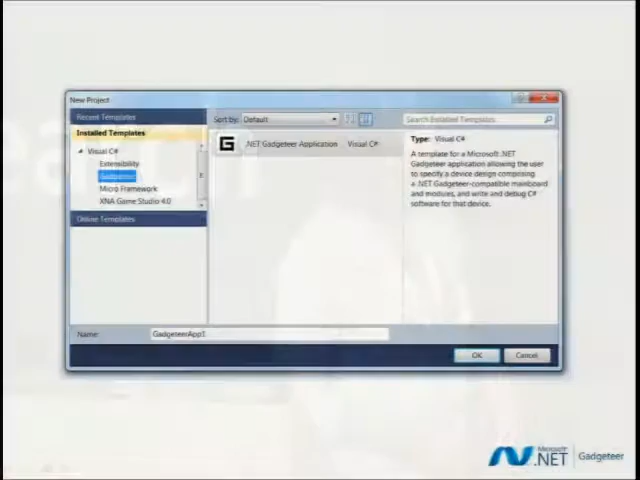 New Project
Recent Templates
Installed Templates
Visual C#
Extensibility
Gadgeteer
Micro Framework
XNA Game Studio 4.0
Online Templates
Sort by: Default
Search Installed Templates
.NET Gadgeteer Application Visual C#
Type: Visual C#
A template for a Microsoft .NET
Gadgeteer application allowing the user
to specify a device design comprising
a .NET Gadgeteer-compatible mainboard
and modules, and write and debug C#
software for that device.
Name: GadgeteerApp1
OK Cancel
Microsoft
.NET Gadgeteer